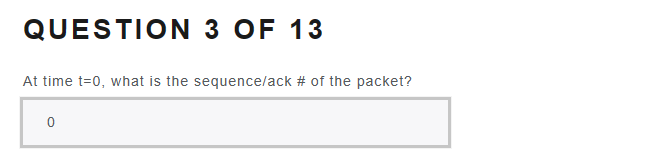 QUESTION 3 OF 13
At time t=0, what is the sequence/ack # of the packet?
0